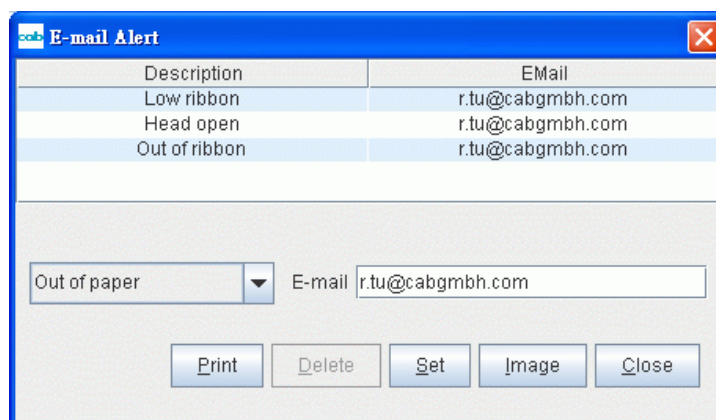 cab E-mail Alert
Description EMail
Low ribbon r.tu@cabgmbh.com
Head open r.tu@cabgmbh.com
Out of ribbon r.tu@cabgmbh.com
Out of paper E-mail r.tu@cabgmbh.com
Print Delete Set Image Close